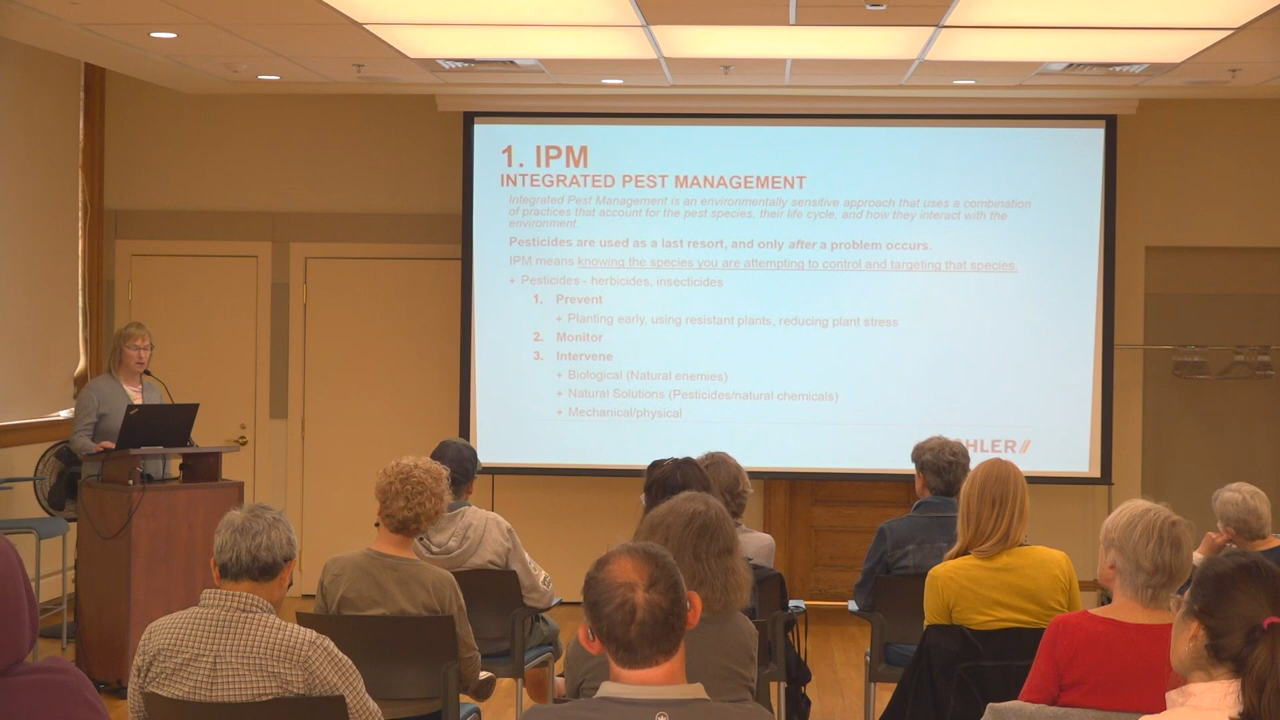 1. IPM
INTEGRATED PEST MANAGEMENT
Integrated Pest Management is an environmentally sensitive approach that uses a combination
of practices that account for the pest species, their life cycle, and how they interact with the
environment.
Pesticides are used as a last resort, and only after a problem occurs.
IPM means knowing the species you are attempting to control and targeting that species.
+ Pesticides - herbicides, insecticides
1. Prevent
+ Planting early, using resistant plants, reducing plant stress
2. Monitor
3. Intervene
+ Biological (Natural enemies)
+ Natural Solutions (Pesticides/natural chemicals)
+ Mechanical/physical
HLER//